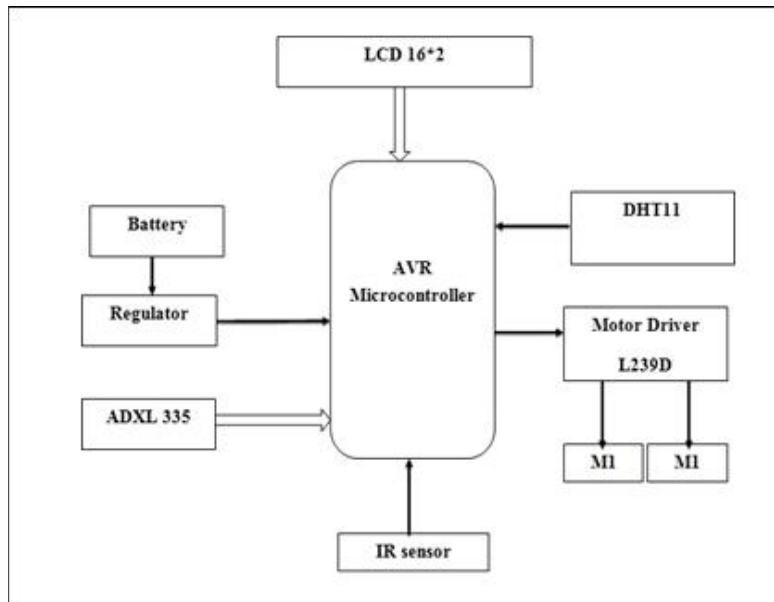 LCD 16*2
Battery
DHT11
AVR
Microcontroller
Regulator
Motor Driver
L239D
ADXL 335
M1
M1
IR sensor